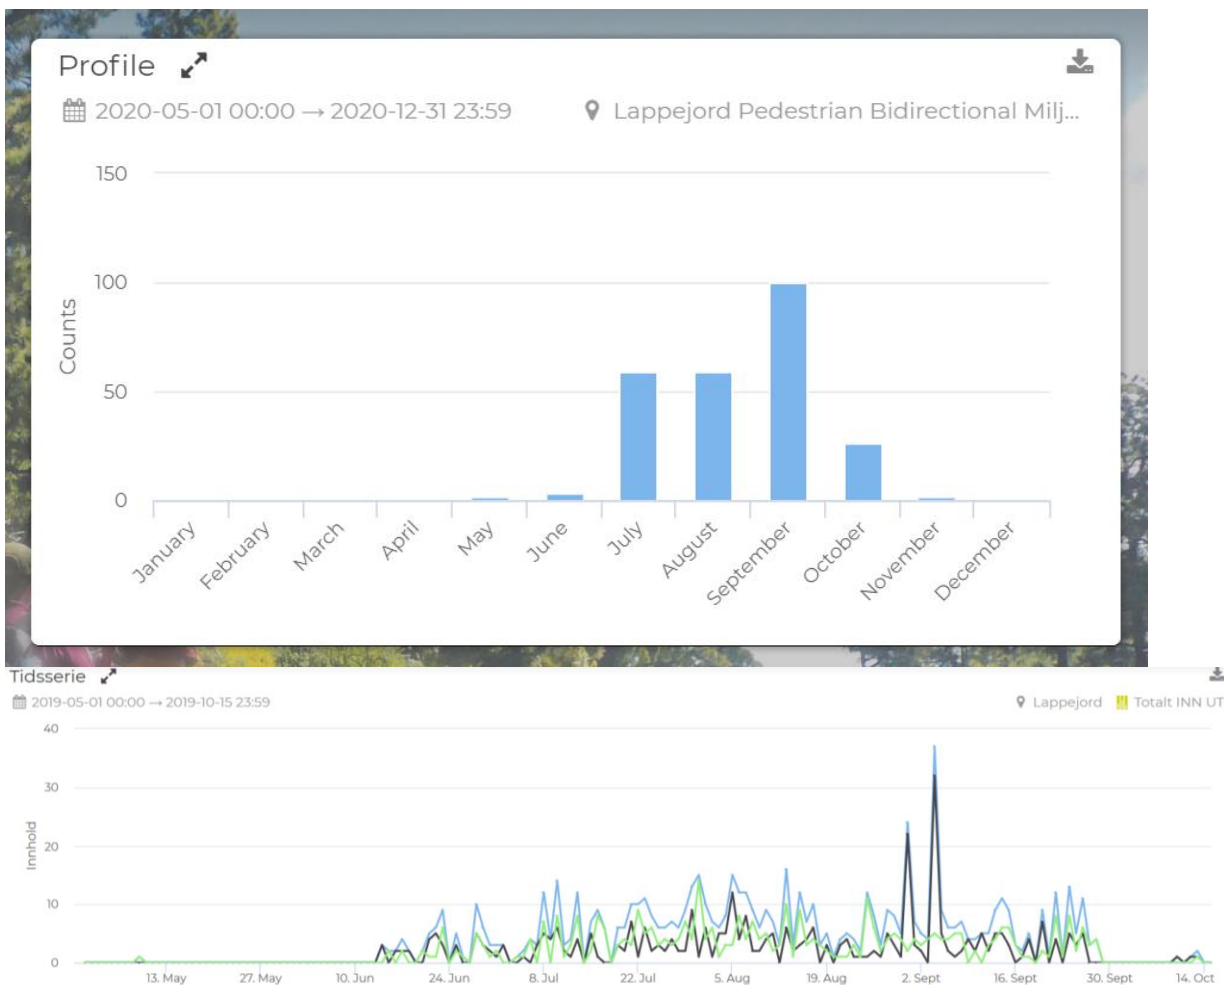 Profile
2020-05-01 00:00 → 2020-12-31 23:59 Lappejord Pedestrian Bidirectional Milj...
150
100
50
0
Counts
January February March April May June July August September October November December
Tidsserie
2019-05-01 00:00 → 2019-10-15 23:59 Lappejord Totalt INN UT
40
30
20
10
0
Innhold
13. May 27. May 10. Jun 24. Jun 8. Jul 22. Jul 5. Aug 19. Aug 2. Sept 16. Sept 30. Sept 14. Oct